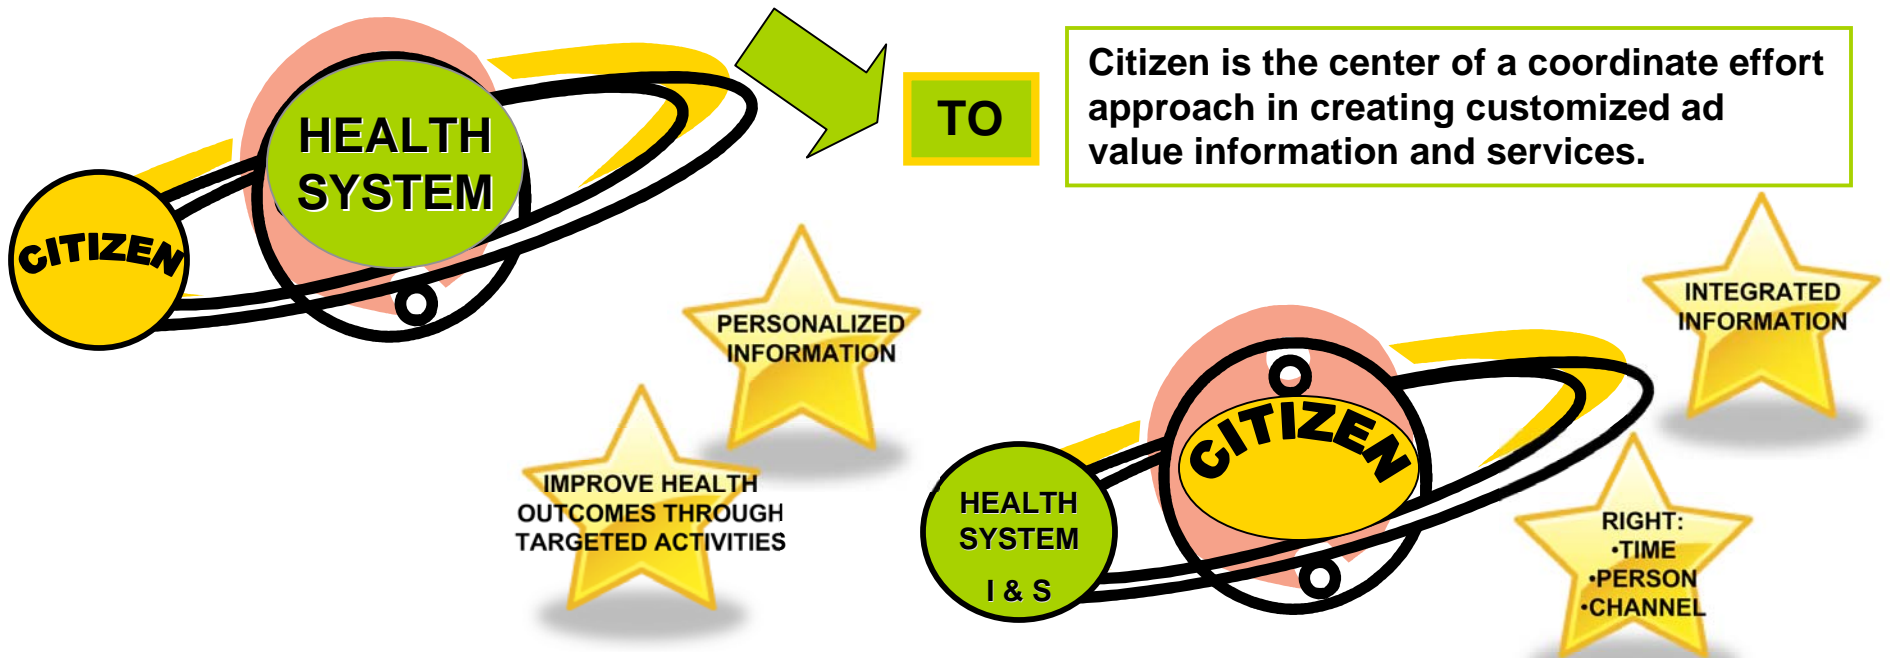 HEALTH
SYSTEM
CITIZEN
TO
Citizen is the center of a coordinate effort
approach in creating customized ad
value information and services.
PERSONALIZED
INFORMATION
IMPROVE HEALTH
OUTCOMES THROUGH
TARGETED ACTIVITIES
INTEGRATED
INFORMATION
CITIZEN
HEALTH
SYSTEM
I & S
RIGHT:
•TIME
•PERSON
•CHANNEL